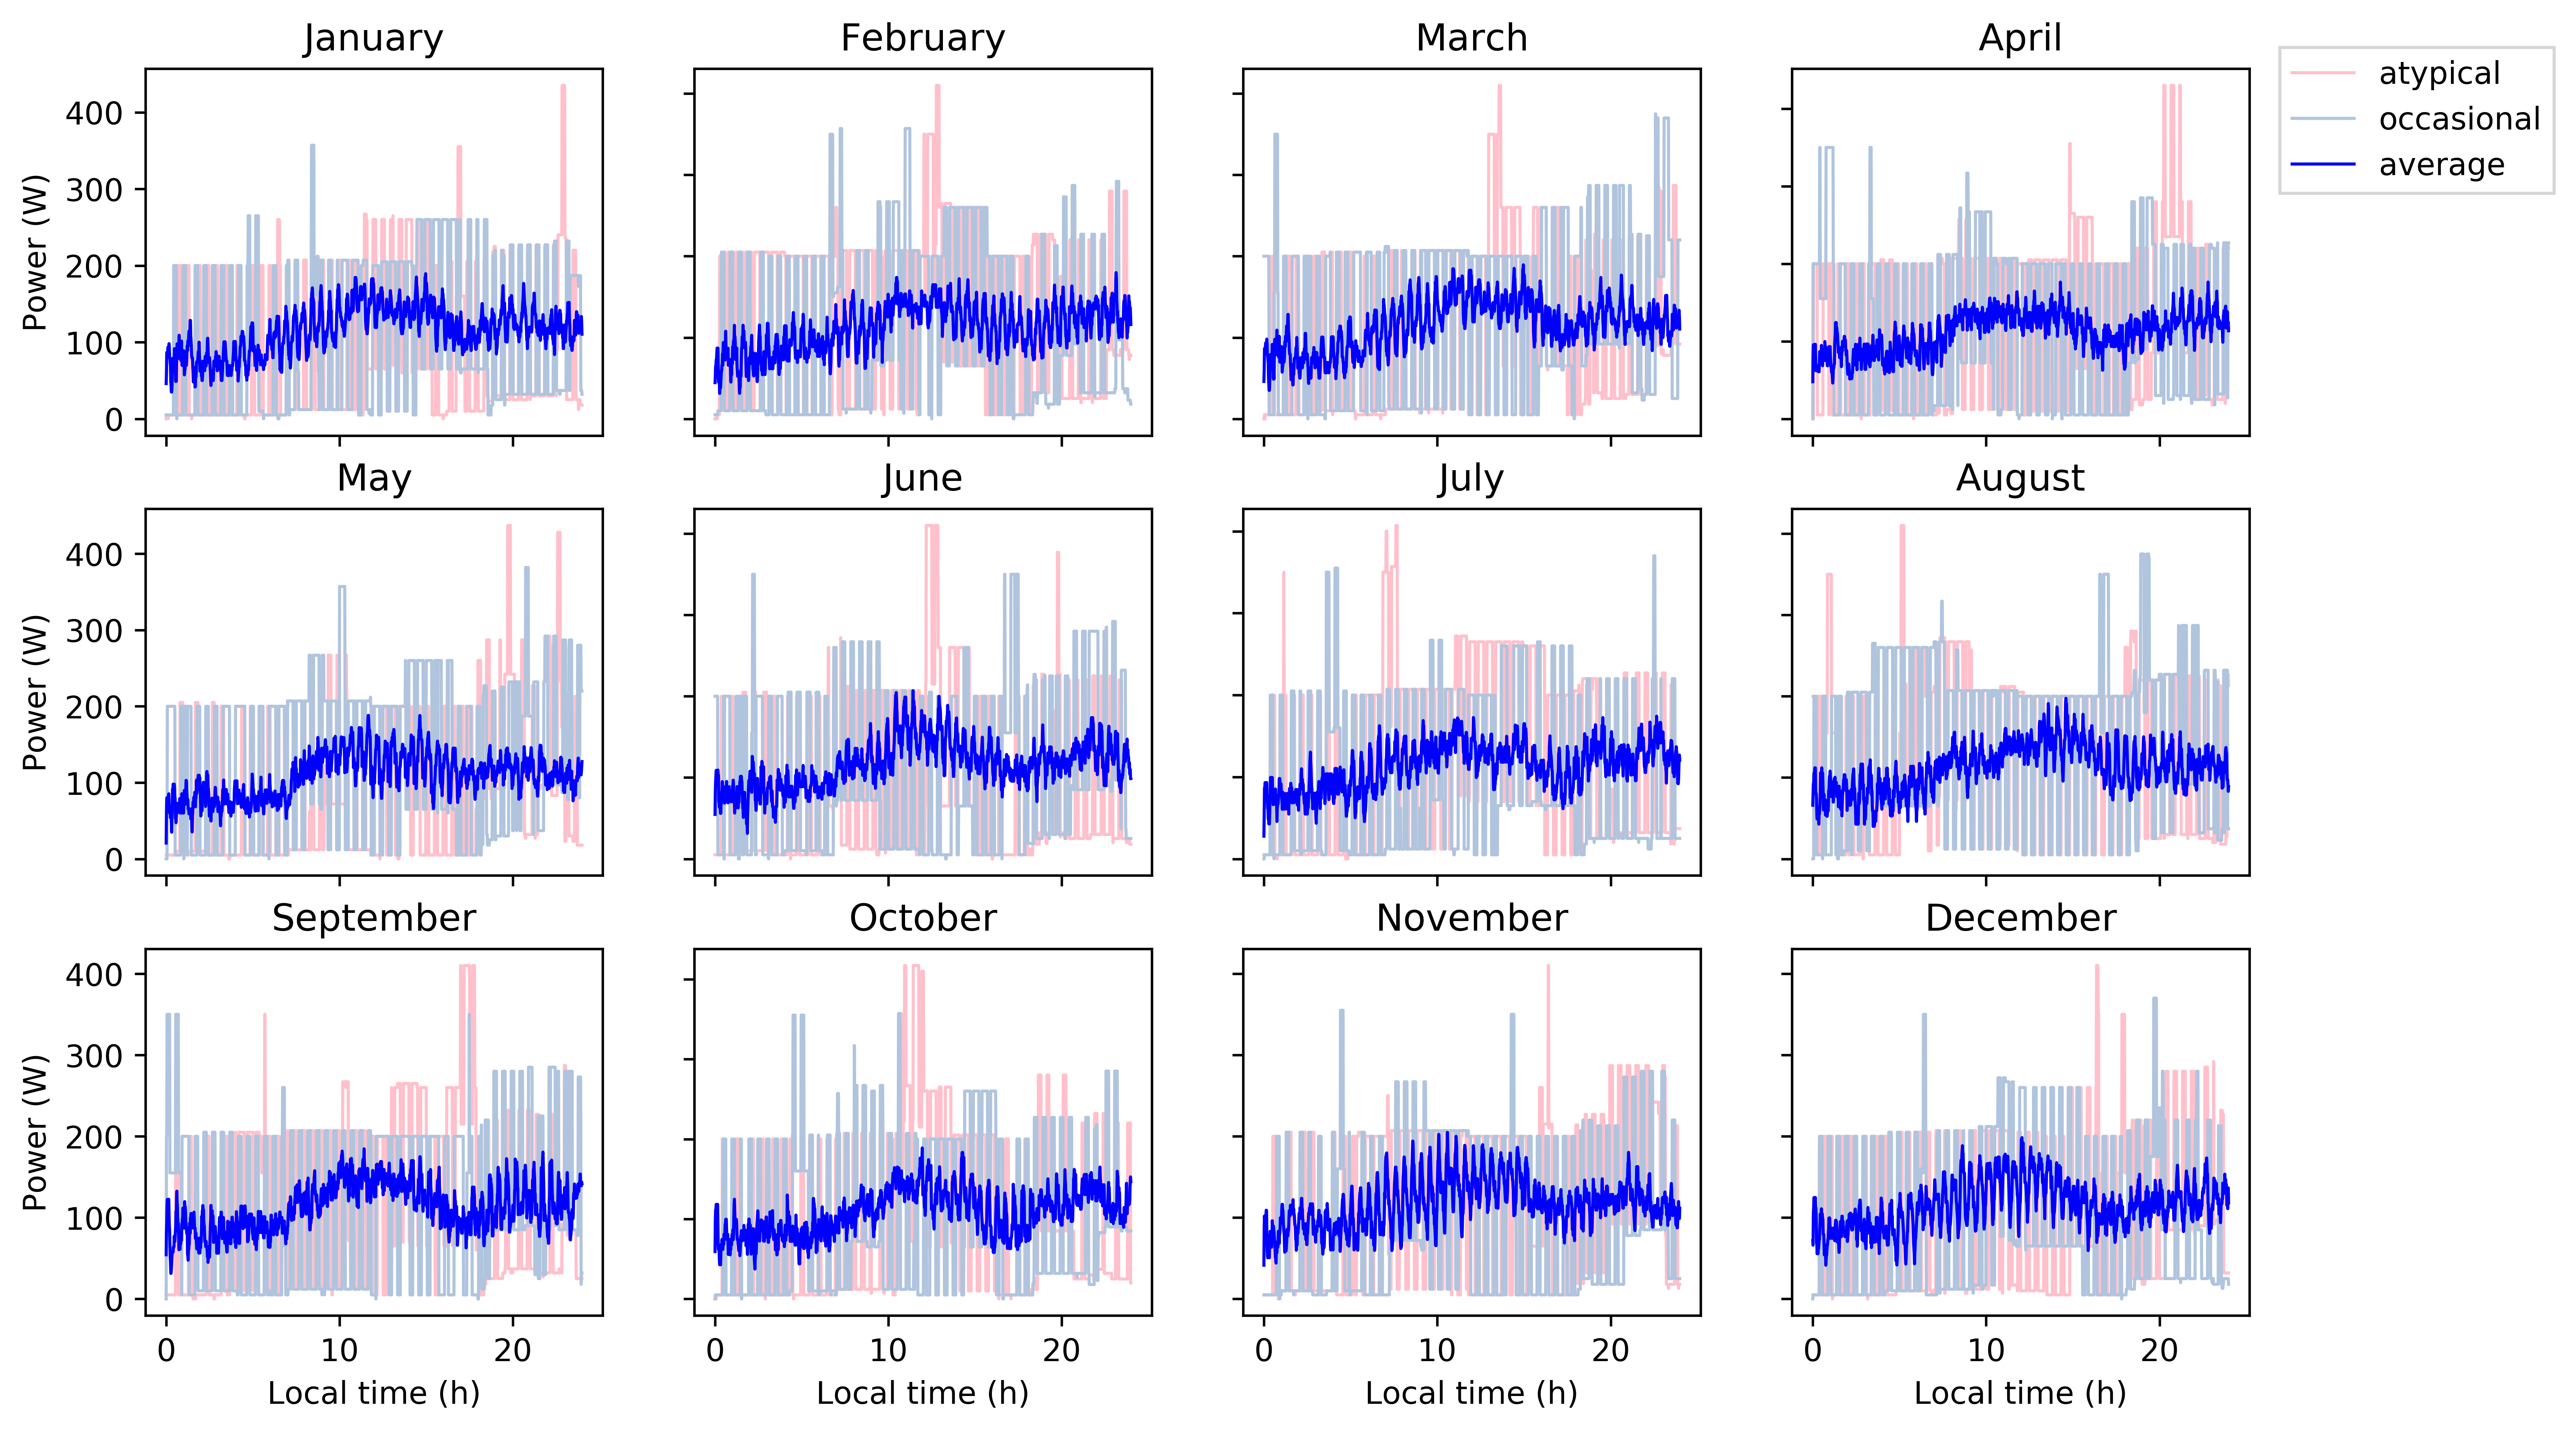 January
February
March
April
atypical
occasional
average
Power (W)
400
300
200
100
0
May
June
July
August
Power (W)
400
300
200
100
0
September
October
November
December
Power (W)
400
300
200
100
0
0 10 20
0 10 20
0 10 20
0 10 20
Local time (h)
Local time (h)
Local time (h)
Local time (h)